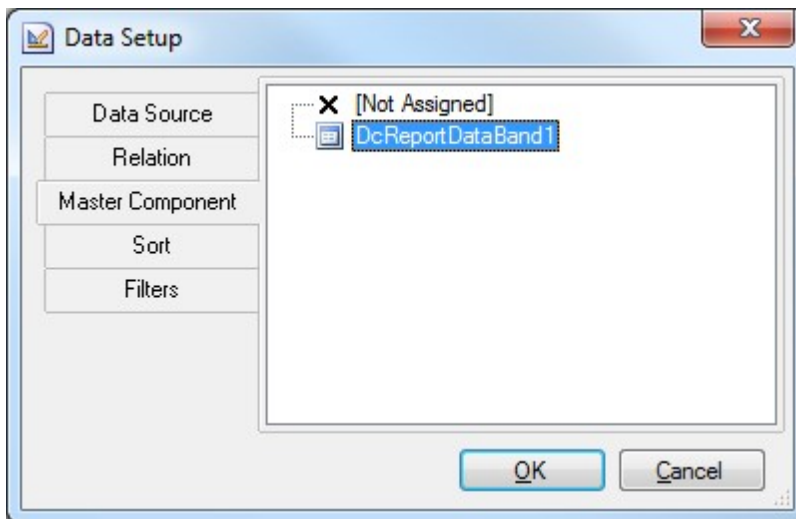 Data Setup
Data Source
Relation
Master Component
Sort
Filters
[Not Assigned]
DcReportDataBand1
OK
Cancel